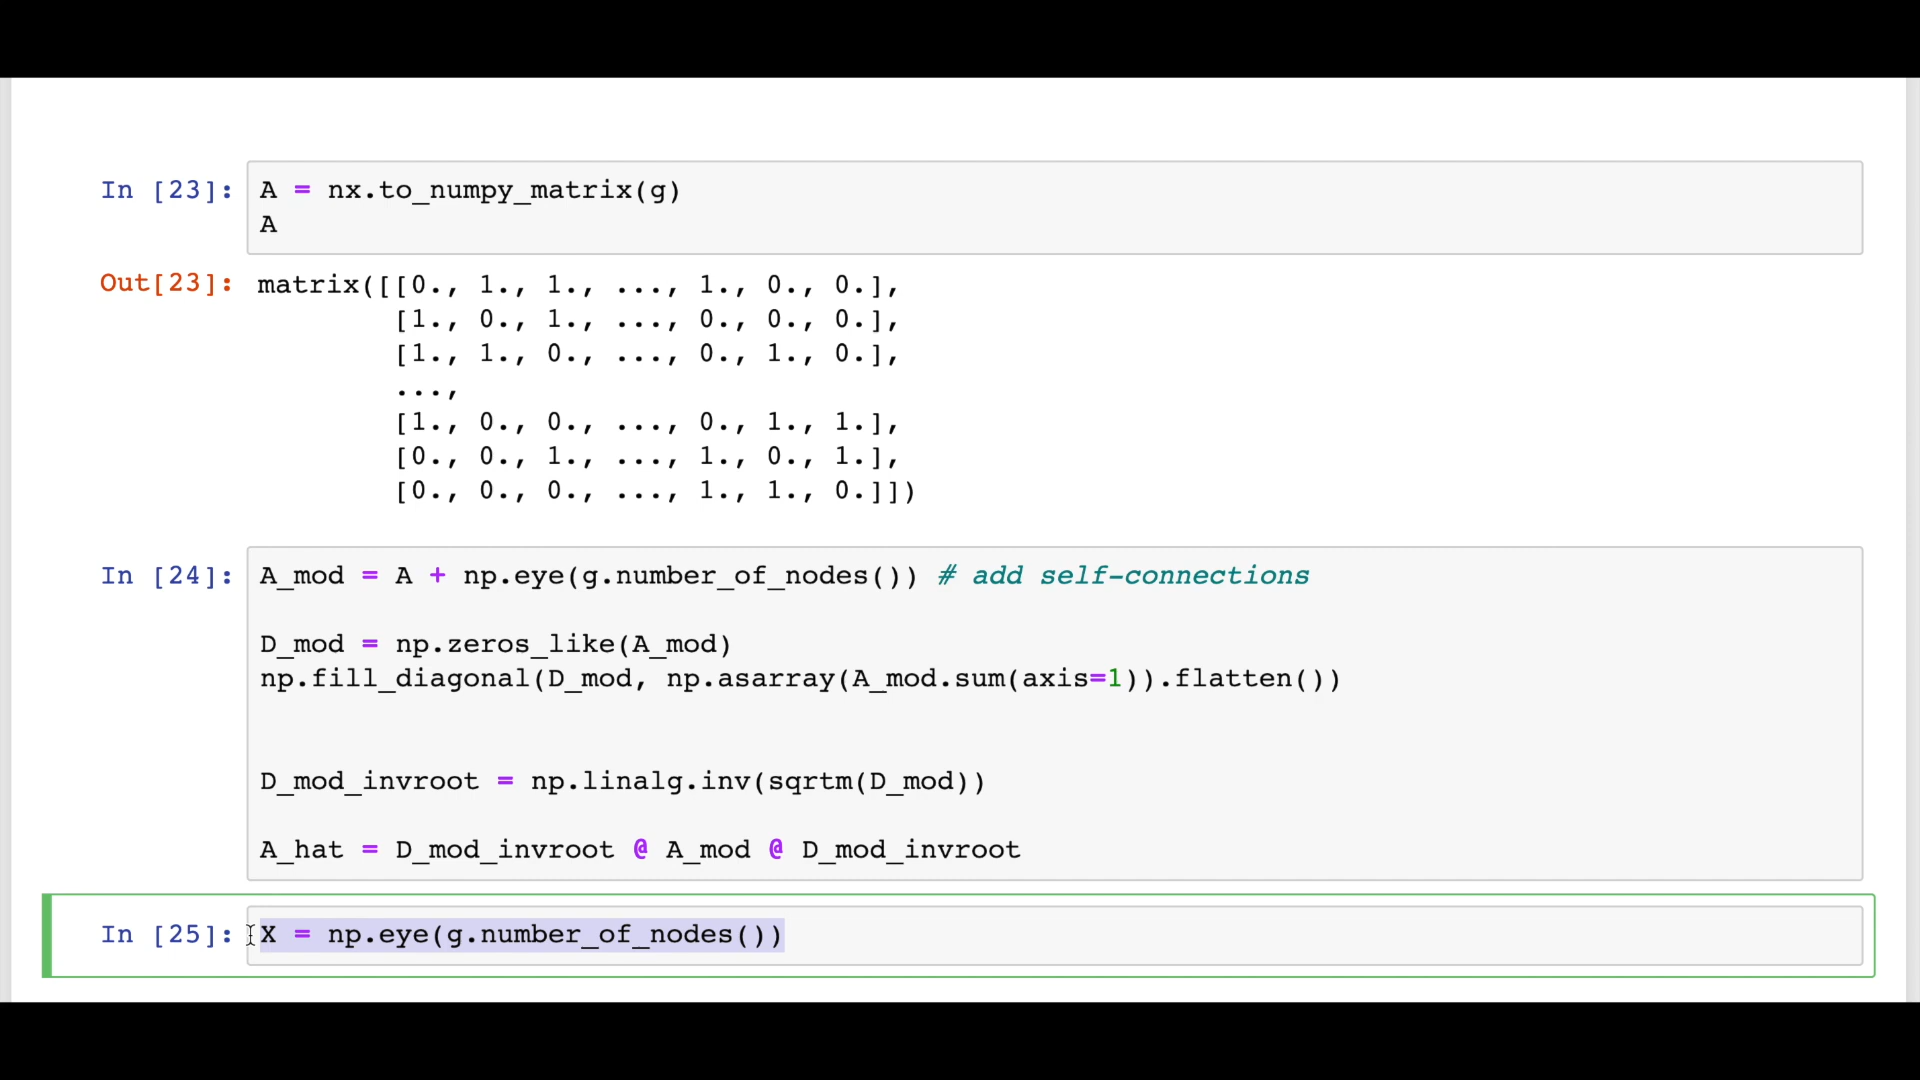 In [23]: A = nx.to_numpy_matrix(g)
A
Out[23]: matrix([[0., 1., 1., ..., 1., 0., 0.],
[1., 0., 1., ..., 0., 0., 0.],
[1., 1., 0., ..., 0., 1., 0.],
...,
[1., 0., 0., ..., 0., 1., 1.],
[0., 0., 1., ..., 1., 0., 1.],
[0., 0., 0., ..., 1., 1., 0.]])
In [24]: A_mod = A + np.eye(g.number_of_nodes()) # add self-connections
D_mod = np.zeros_like(A_mod)
np.fill_diagonal(D_mod, np.asarray(A_mod.sum(axis=1)).flatten())
D_mod_invroot = np.linalg.inv(sqrtm(D_mod))
A_hat = D_mod_invroot @ A_mod @ D_mod_invroot
In [25]: X = np.eye(g.number_of_nodes())